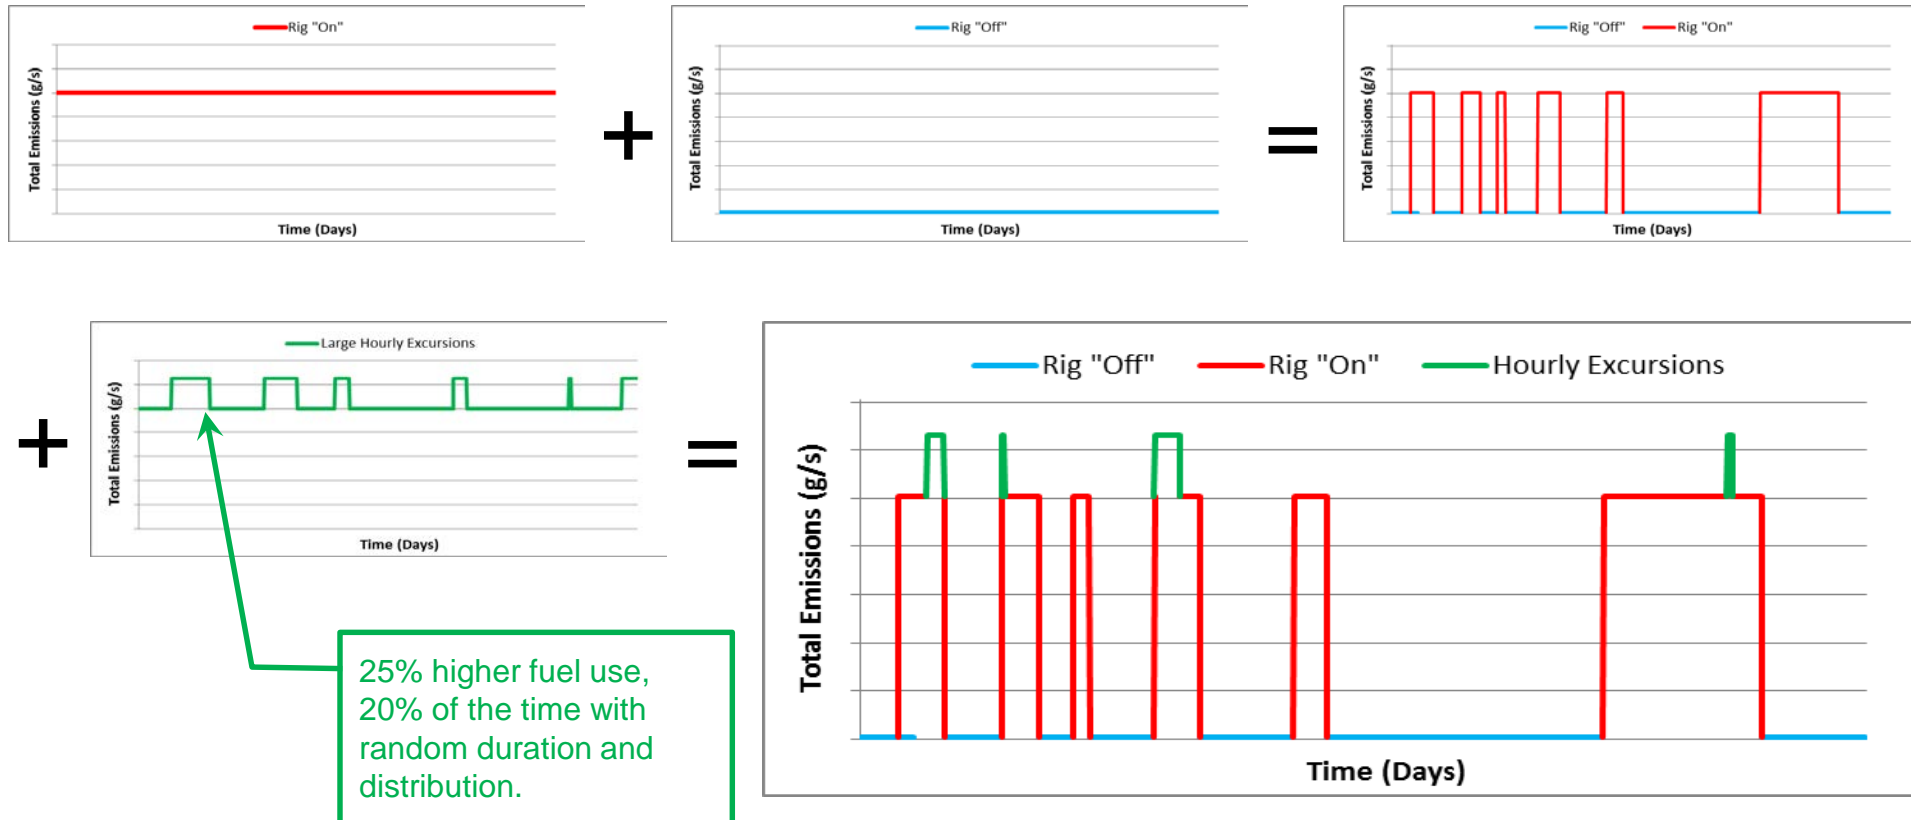 Rig "On"
Total Emissions (g/s)
Time (Days)
+
Rig "Off"
Total Emissions (g/s)
Time (Days)
=
Rig "Off" Rig "On"
Total Emissions (g/s)
Time (Days)
+
Large Hourly Excursions
Total Emissions (g/s)
Time (Days)
=
Rig "Off" Rig "On" Hourly Excursions
Total Emissions (g/s)
Time (Days)
25% higher fuel use,
20% of the time with
random duration and
distribution.